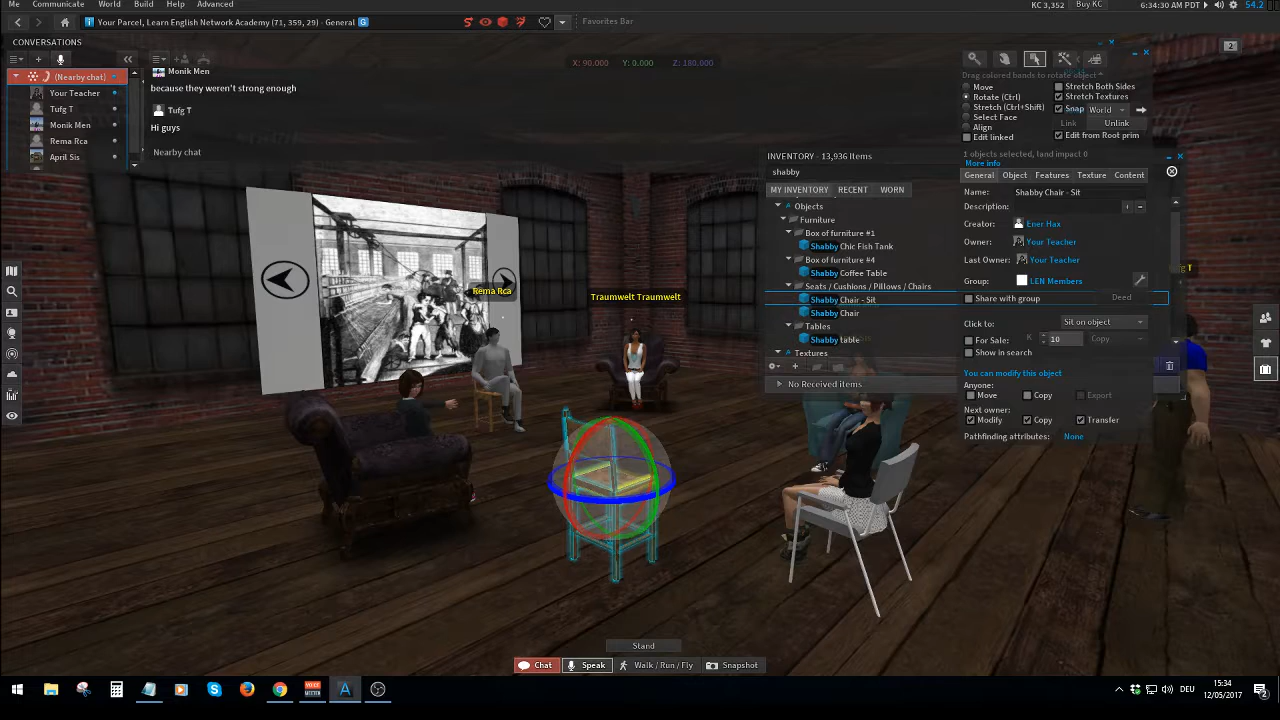 Me Communicate World Build Help Advanced
KC 3,352 Buy KC 6:34:30 AM PDT 54.2
Your Parcel, Learn English Network Academy (71, 359, 29) - General G
Favorites Bar
CONVERSATIONS
2
X: 90.000 Y: 0.000 Z: 180.000
(Nearby chat)
Your Teacher
Tufg T
Monik Men
Rema Rca
April Sis
Monik Men
because they weren't strong enough
Tufg T
Hi guys
Nearby chat
Drag colored bands to rotate object
Move
Rotate (Ctrl)
Stretch (Ctrl+Shift)
Select Face
Align
Edit linked
Stretch Both Sides
Stretch Textures
Snap World
Link Unlink
Edit from Root prim
1 objects selected, land impact 0
More info
General Object Features Texture Content
Name: Shabby Chair - Sit
Description:
Creator: Ener Hax
Owner: Your Teacher
Last Owner: Your Teacher
Group: LEN Members
Share with group Deed
Click to: Sit on object
For Sale: K 10 Copy
Show in search
You can modify this object
Anyone:
Move Copy Export
Next owner:
Modify Copy Transfer
Pathfinding attributes: None
INVENTORY - 13,936 Items
shabby
MY INVENTORY RECENT WORN
Objects
Furniture
Box of furniture #1
Shabby Chic Fish Tank
Box of furniture #4
Shabby Coffee Table
Seats / Cushions / Pillows / Chairs
Shabby Chair - Sit
Shabby Chair
Tables
Shabby table
Textures
No Received items
Rema Rca
Traumwelt Traumwelt
Stand
Chat Speak Walk / Run / Fly Snapshot
VOICE
MEETER
DEU
15:34
12/05/2017
2